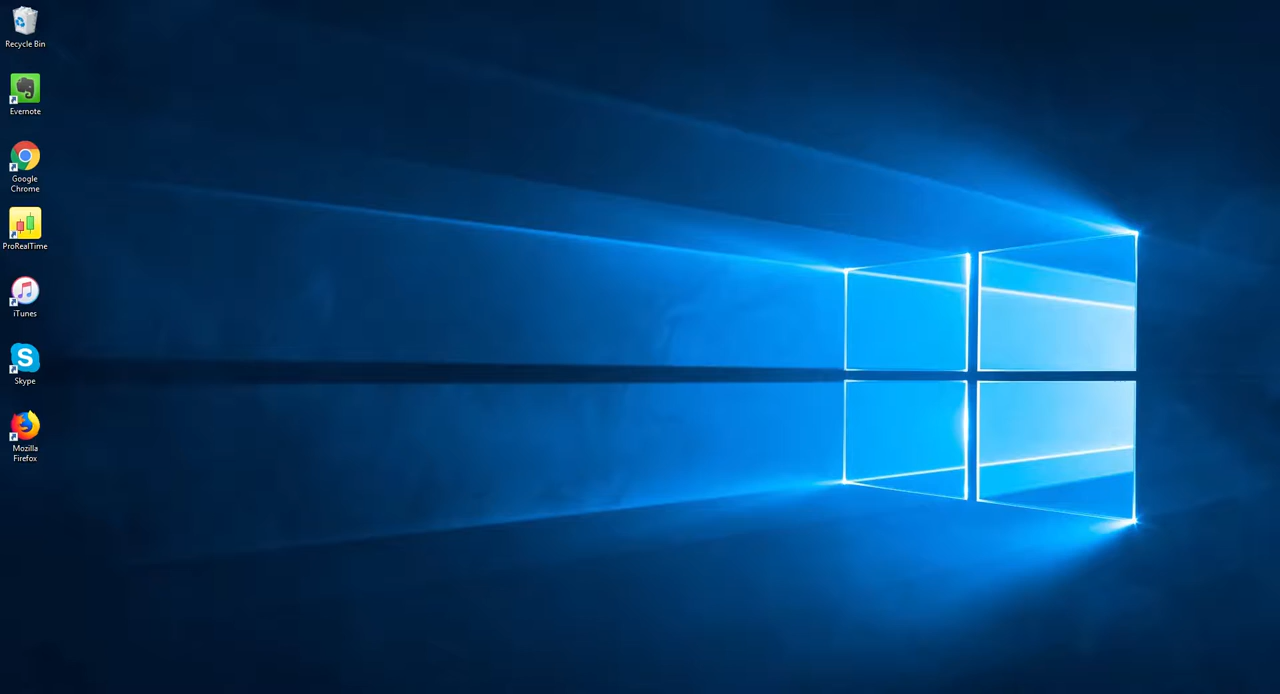 Recycle Bin
Evernote
Google
Chrome
ProRealTime
iTunes
Skype
Mozilla
Firefox